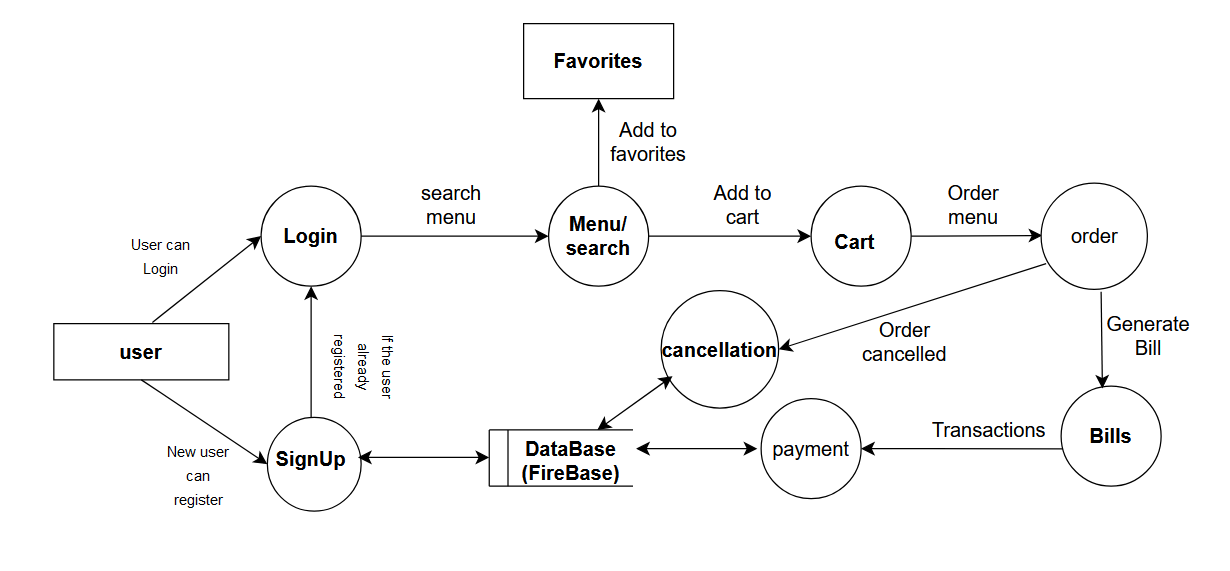 Favorites
Add to
favorites
search
menu
Add to
cart
Order
menu
Login
Menu/
search
Cart
order
User can
Login
user
If the user
already
registered
cancellation
Order
cancelled
Generate
Bill
New user
can
register
SignUp
DataBase
(FireBase)
payment
Transactions
Bills